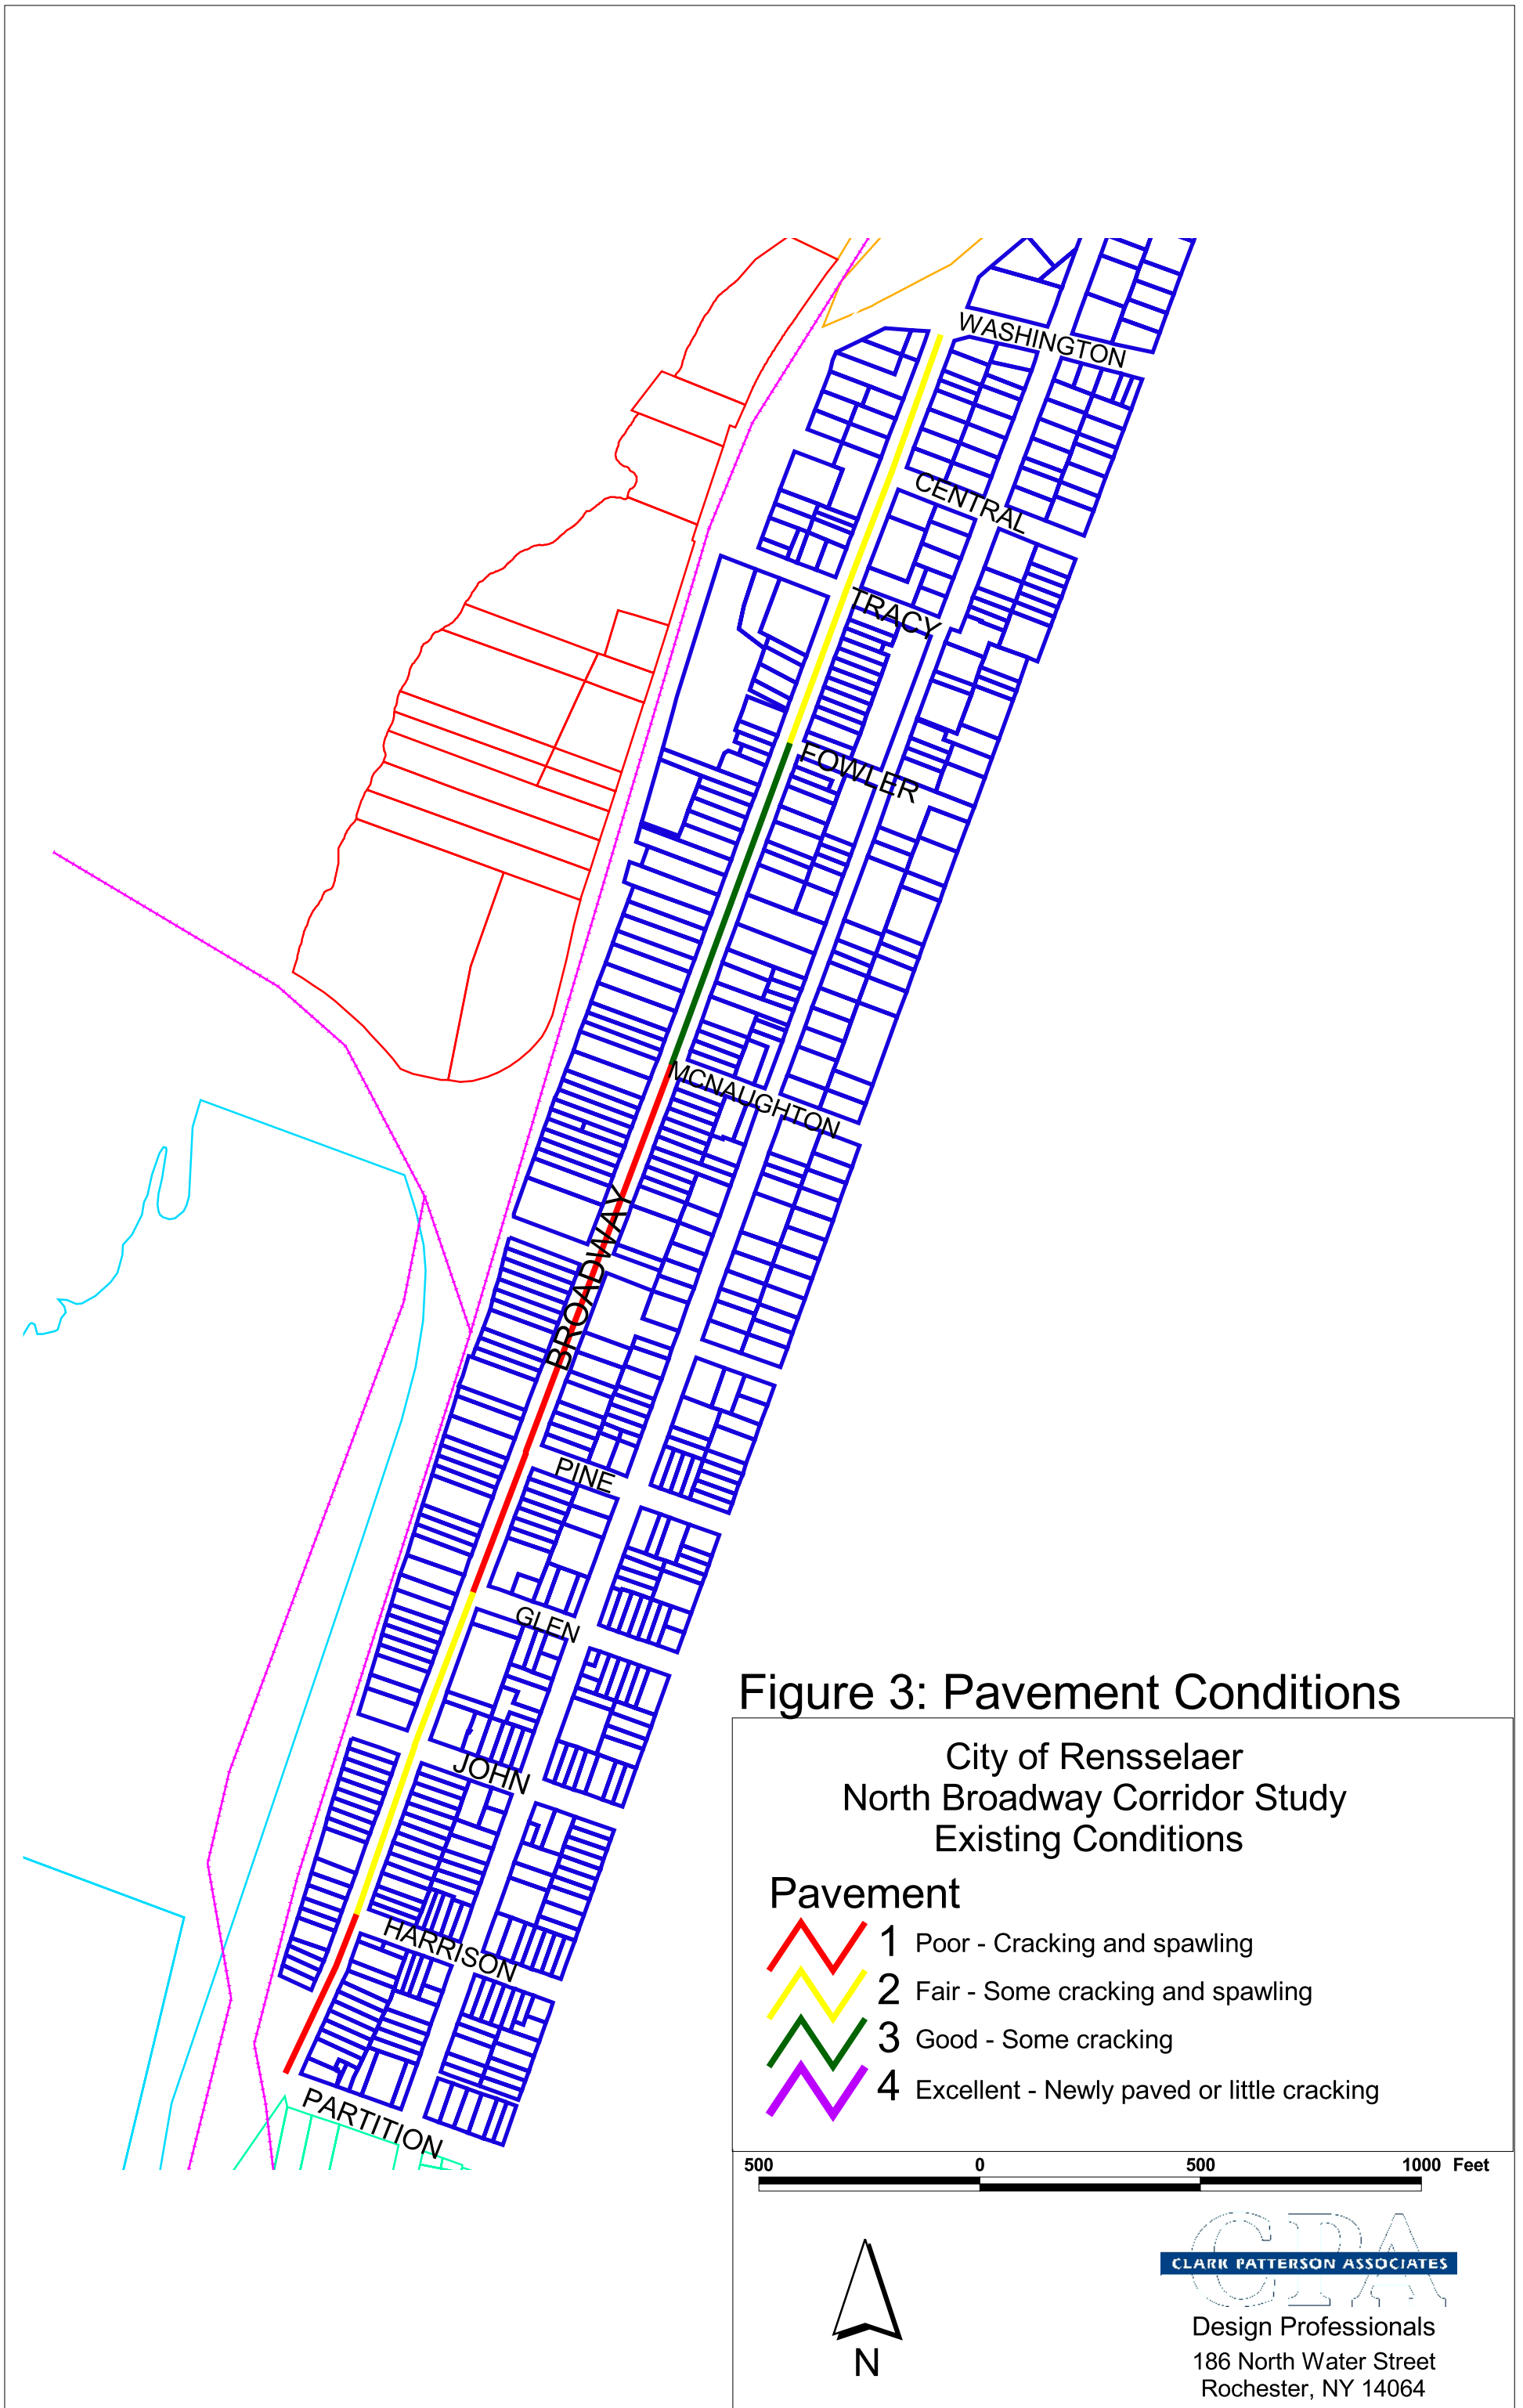 WASHINGTON
CENTRAL
TRACY
FOWLER
MCNAUGHTON
BROADWAY
PINE
GLEN
JOHN
HARRISON
PARTITION
Figure 3: Pavement Conditions
City of Rensselaer
North Broadway Corridor Study
Existing Conditions
Pavement
1 Poor - Cracking and spawling
2 Fair - Some cracking and spawling
3 Good - Some cracking
4 Excellent - Newly paved or little cracking
500 0 500 1000 Feet
N
CPA
CLARK PATTERSON ASSOCIATES
Design Professionals
186 North Water Street
Rochester, NY 14064